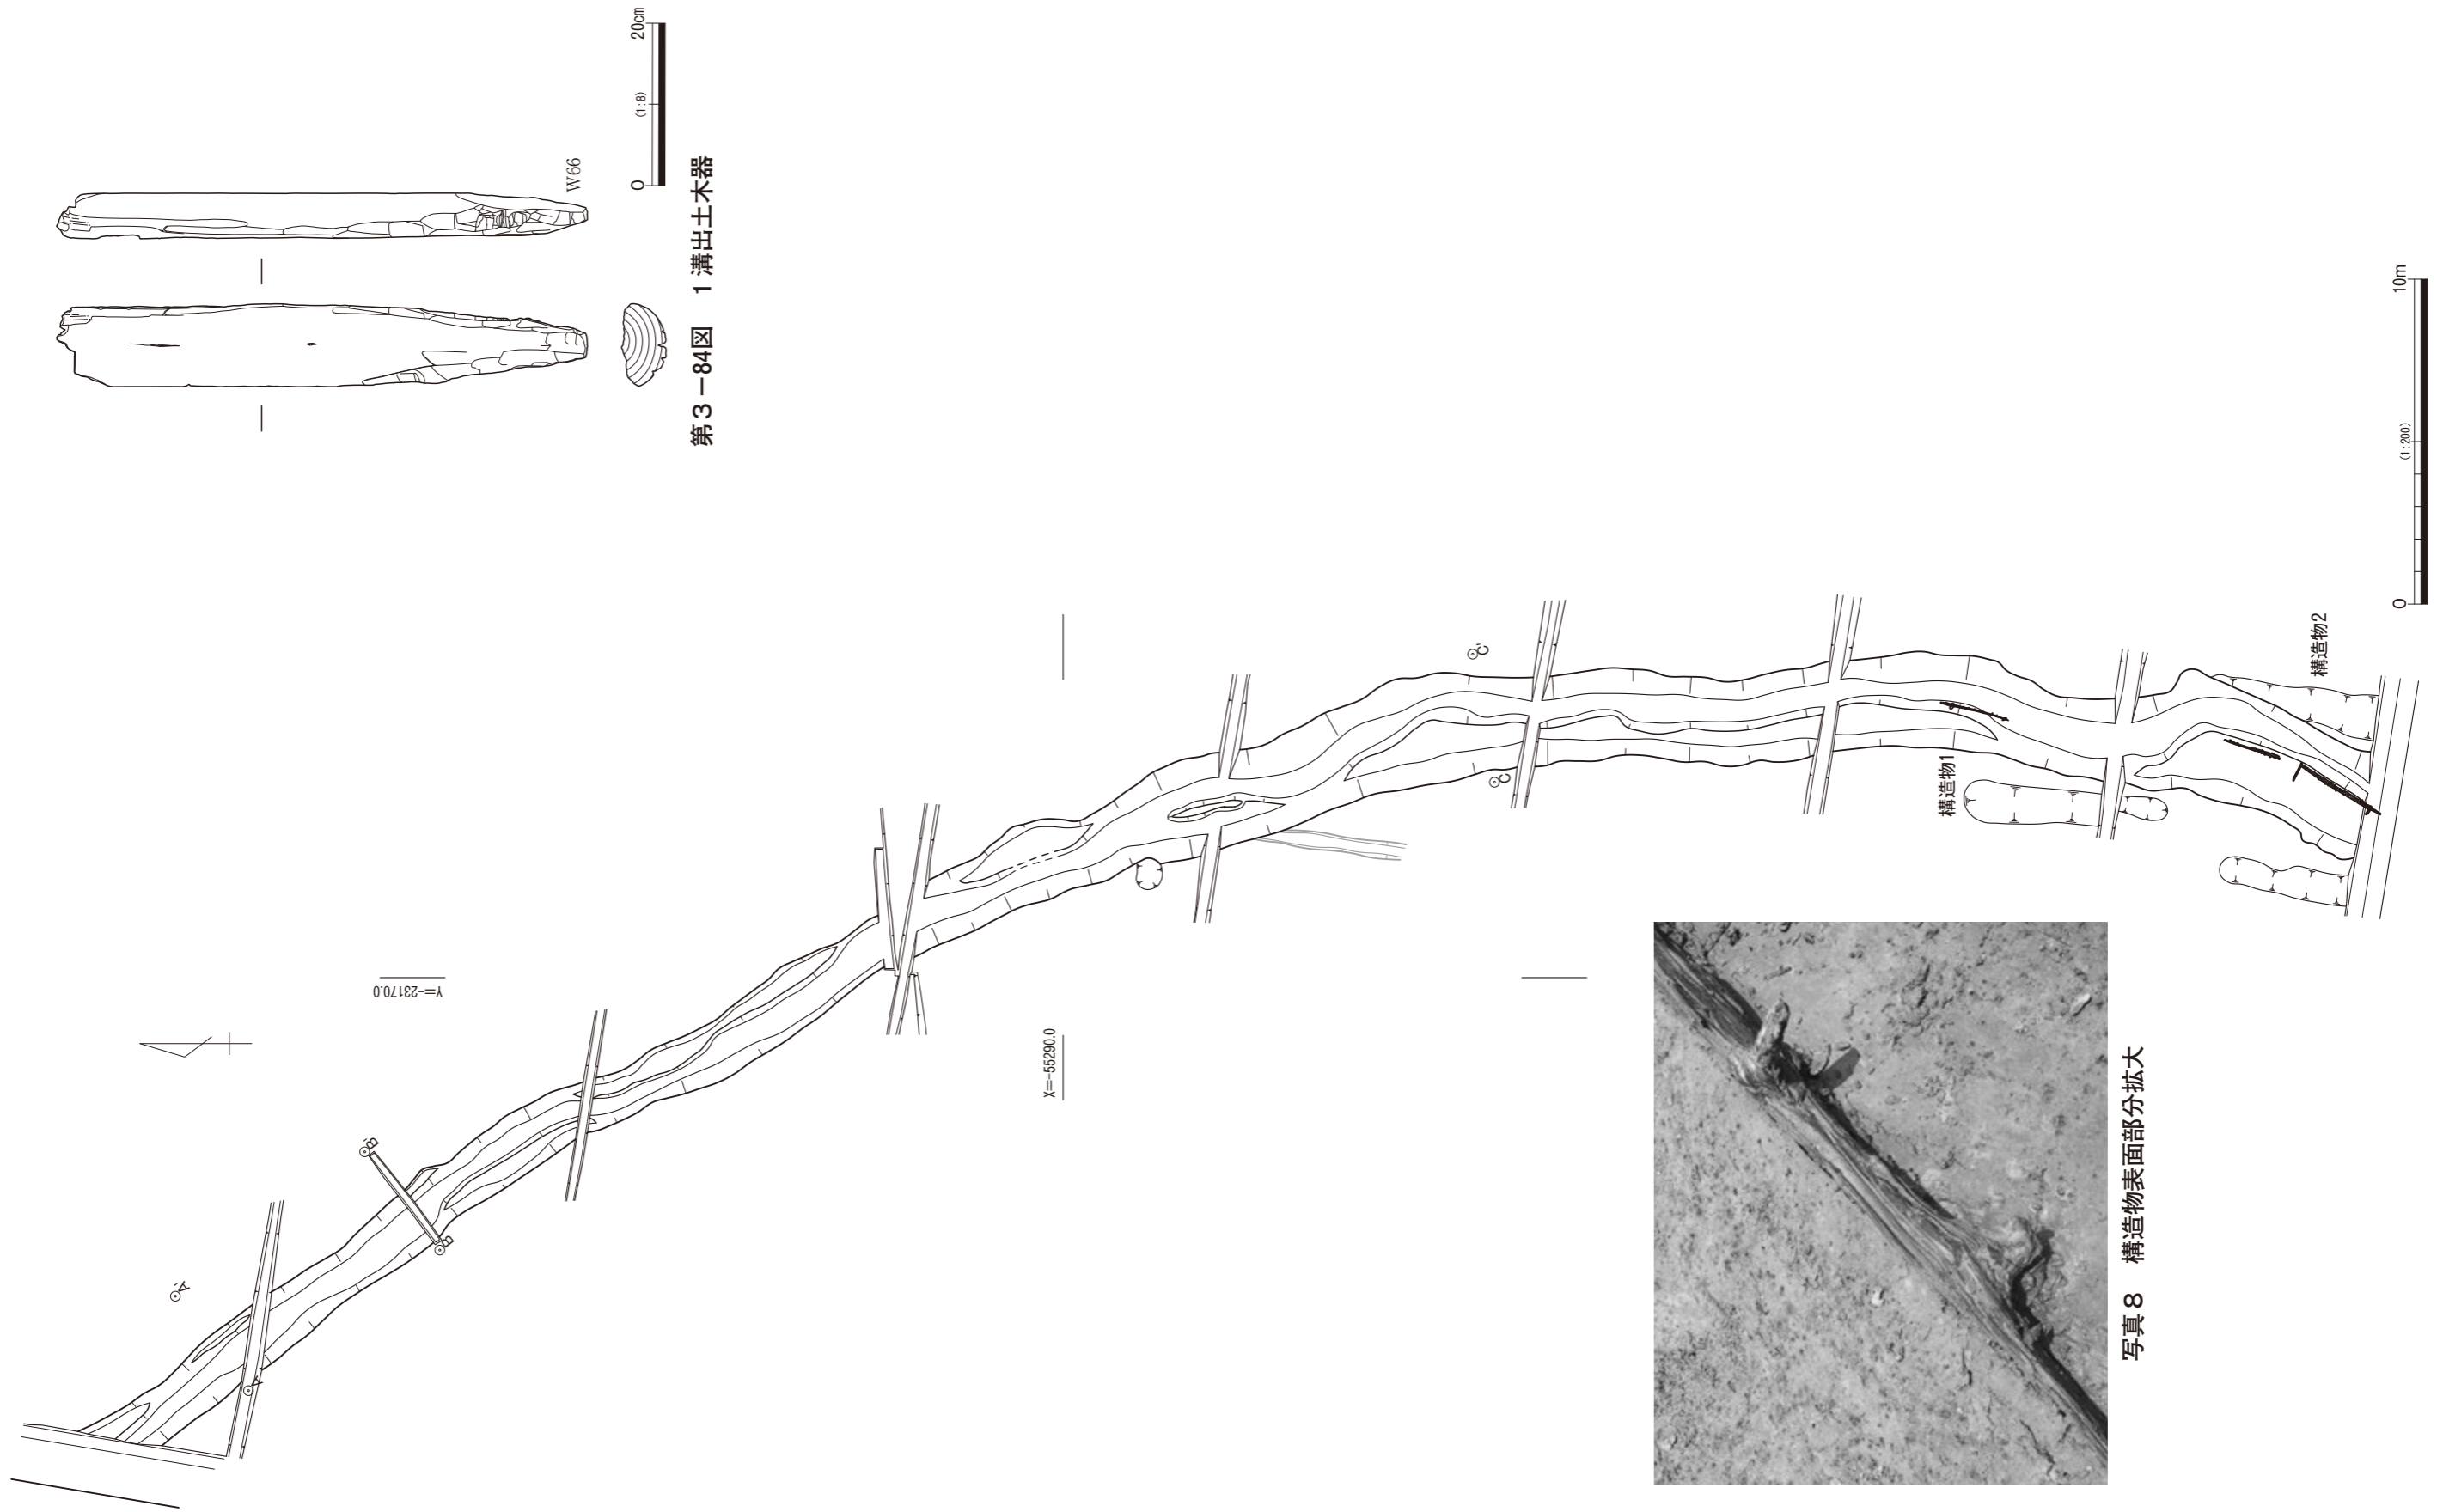 20cm
(1:8)
0
W66
第3－84図　1溝出土木器
10m
(1:200)
0
構造物2
構造物1
C'
C
Y=-23170.0
X=-55290.0
B'
B
A'
A
写真8　構造物表面部分拡大